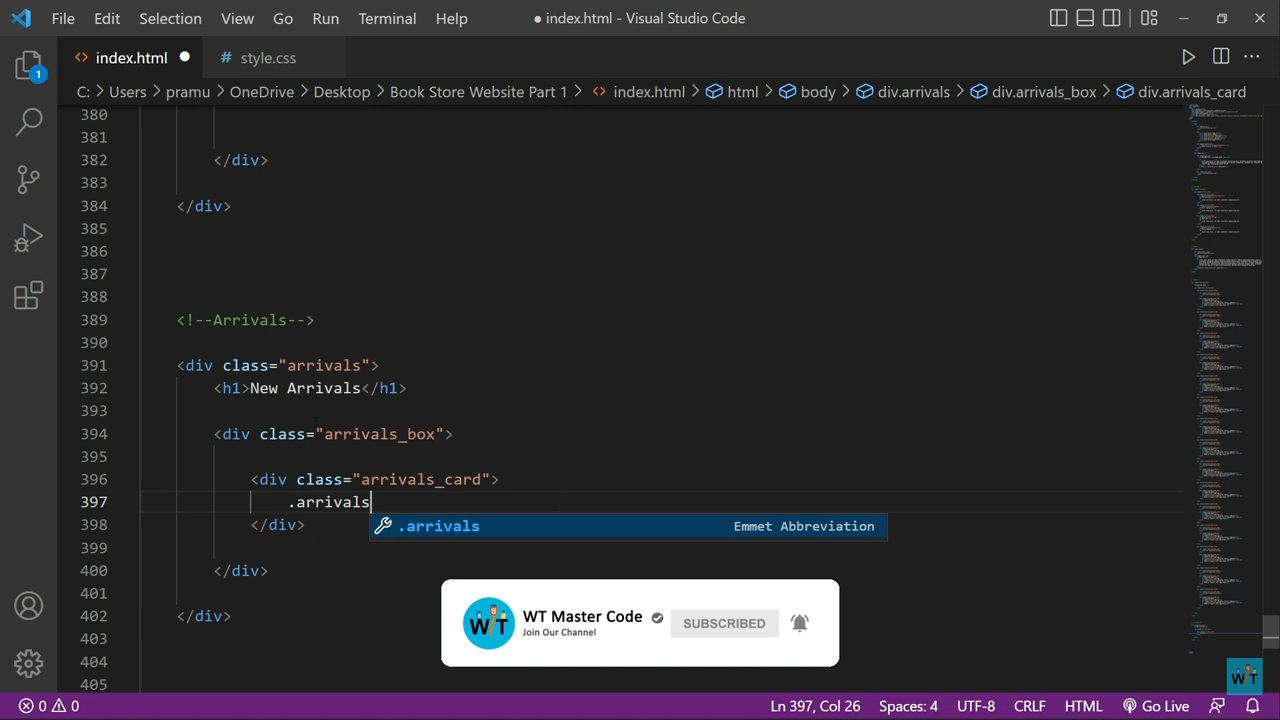 File Edit Selection View Go Run Terminal Help
● index.html - Visual Studio Code
1
<> index.html ●
# style.css
C: > Users > pramu > OneDrive > Desktop > Book Store Website Part 1 > <> index.html > html > body > div.arrivals > div.arrivals_box > div.arrivals_card
380
381
382 </div>
383
384 </div>
385
386
387
388
389 <!--Arrivals-->
390
391 <div class="arrivals">
392 <h1>New Arrivals</h1>
393
394 <div class="arrivals_box">
395
396 <div class="arrivals_card">
397 .arrivals
.arrivals Emmet Abbreviation
398 </div>
399
400 </div>
401
402 </div>
403
404
405
WT
WT Master Code
Join Our Channel
SUBSCRIBED
WT
0 0
Ln 397, Col 26 Spaces: 4 UTF-8 CRLF HTML Go Live